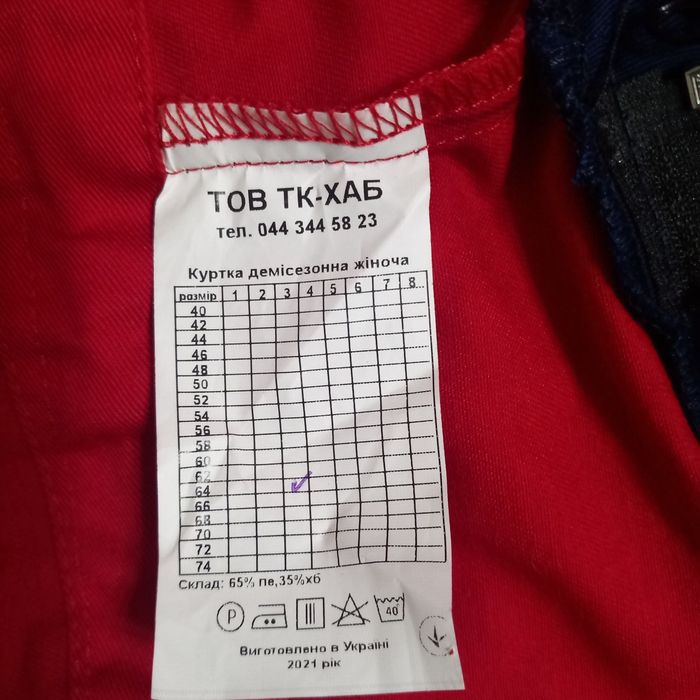 ТОВ ТК-ХАБ
тел. 044 344 58 23
Куртка демісезонна жіноча
розмір 1 2 3 4 5 6 7 8
40
42
44
46
48
50
52
54
56
58
60
62
64
66
68
70
72
74
Склад: 65% пе,35%хб
P 40
Виготовлено в Україні
2021 рік